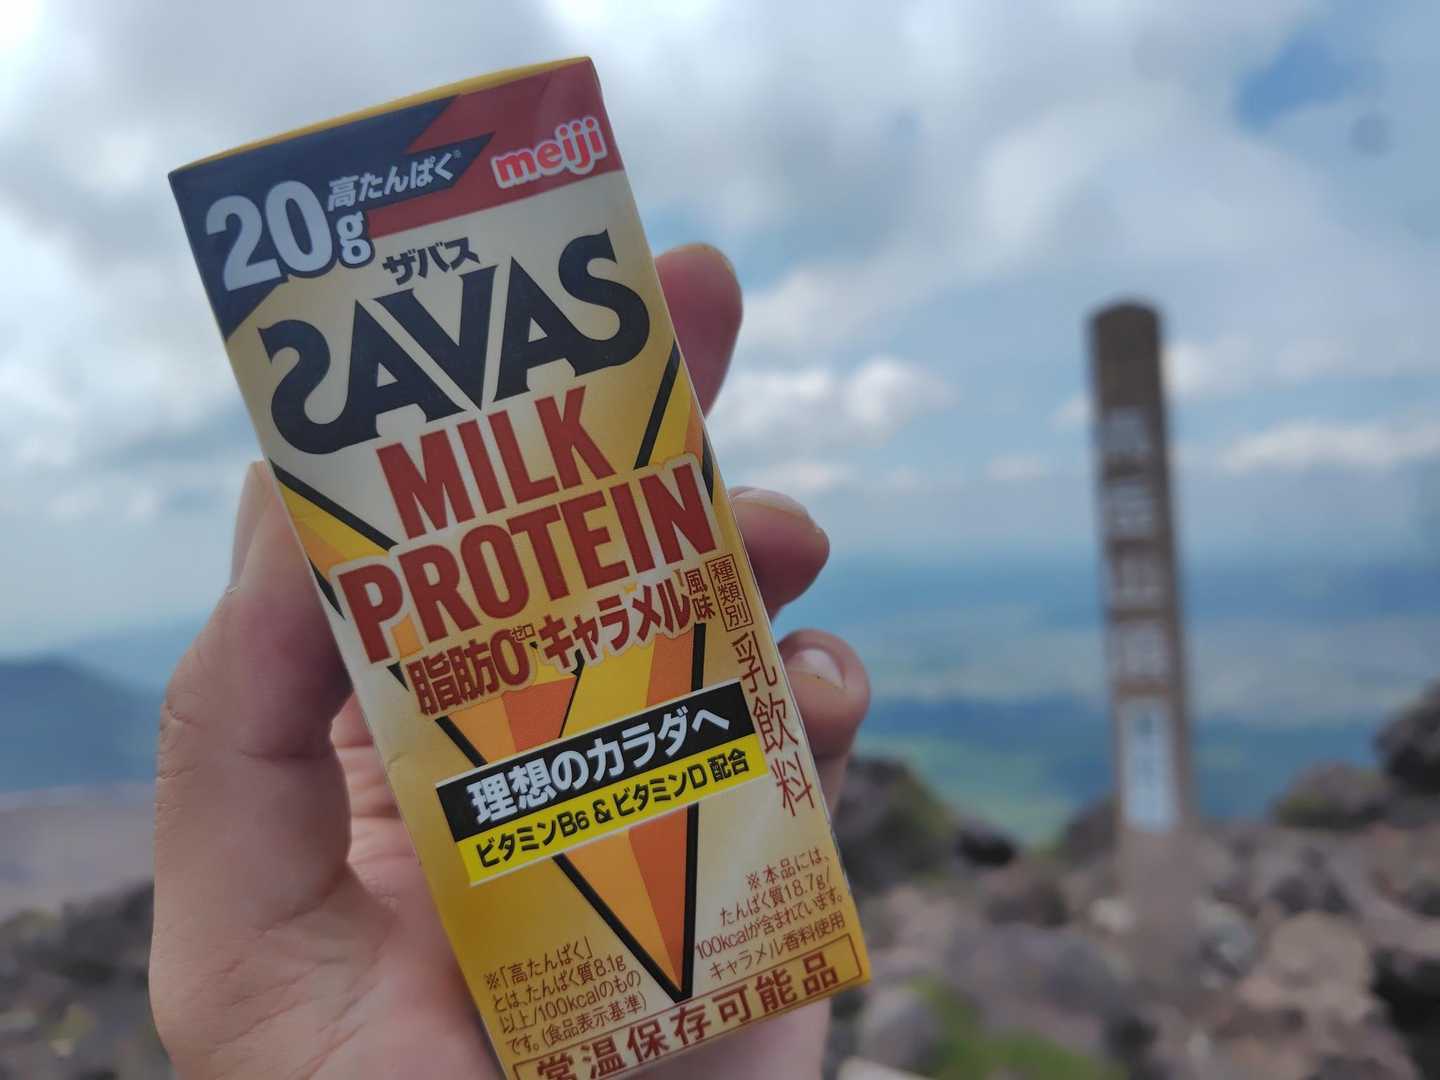 高たんぱく※
20g
meiji
ザバス
SAVAS
MILK
PROTEIN
脂肪0ゼロ キャラメル風味
種類別
乳飲料
理想のカラダへ
ビタミンB6&ビタミンD配合
※本品には、
たんぱく質18.7g/
100kcalが含まれています。
キャラメル香料使用
※「高たんぱく」
とは、たんぱく質8.1g
以上/100kcalのもの
です。(食品表示基準)
常温保存可能品